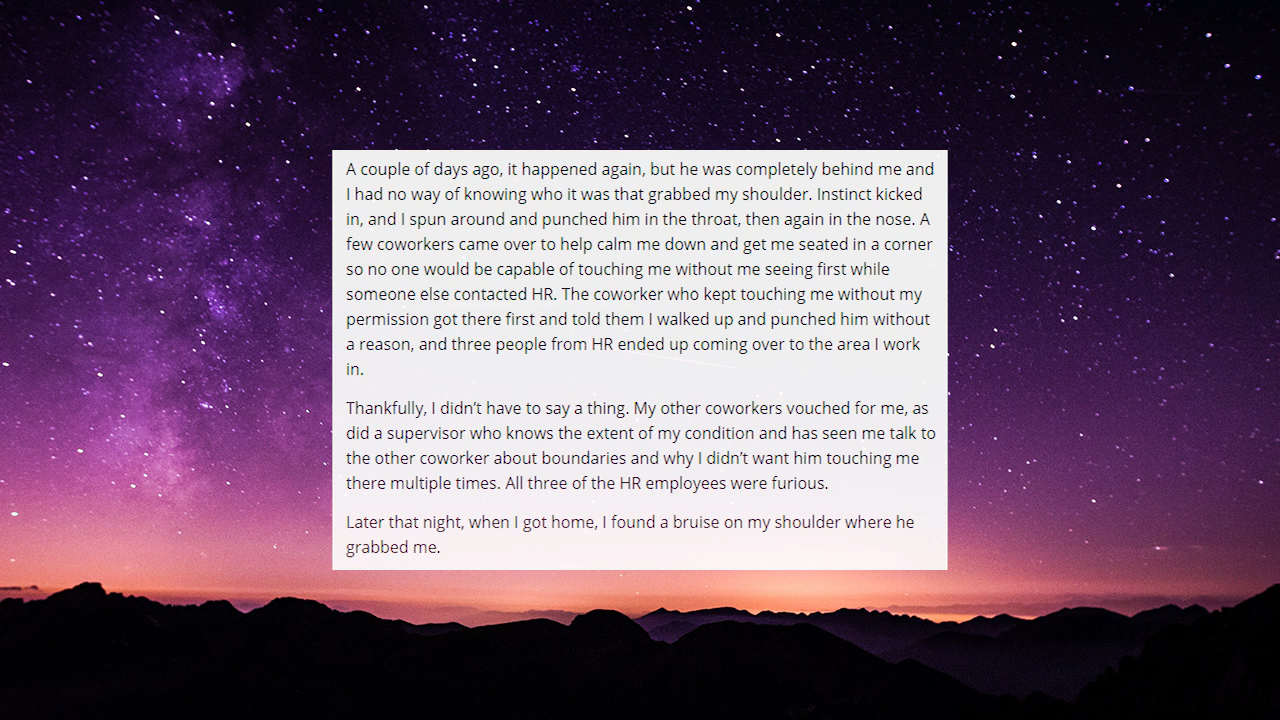 A couple of days ago, it happened again, but he was completely behind me and
I had no way of knowing who it was that grabbed my shoulder. Instinct kicked
in, and I spun around and punched him in the throat, then again in the nose. A
few coworkers came over to help calm me down and get me seated in a corner
so no one would be capable of touching me without me seeing first while
someone else contacted HR. The coworker who kept touching me without my
permission got there first and told them I walked up and punched him without
a reason, and three people from HR ended up coming over to the area I work
in.
Thankfully, I didn’t have to say a thing. My other coworkers vouched for me, as
did a supervisor who knows the extent of my condition and has seen me talk to
the other coworker about boundaries and why I didn’t want him touching me
there multiple times. All three of the HR employees were furious.
Later that night, when I got home, I found a bruise on my shoulder where he
grabbed me.